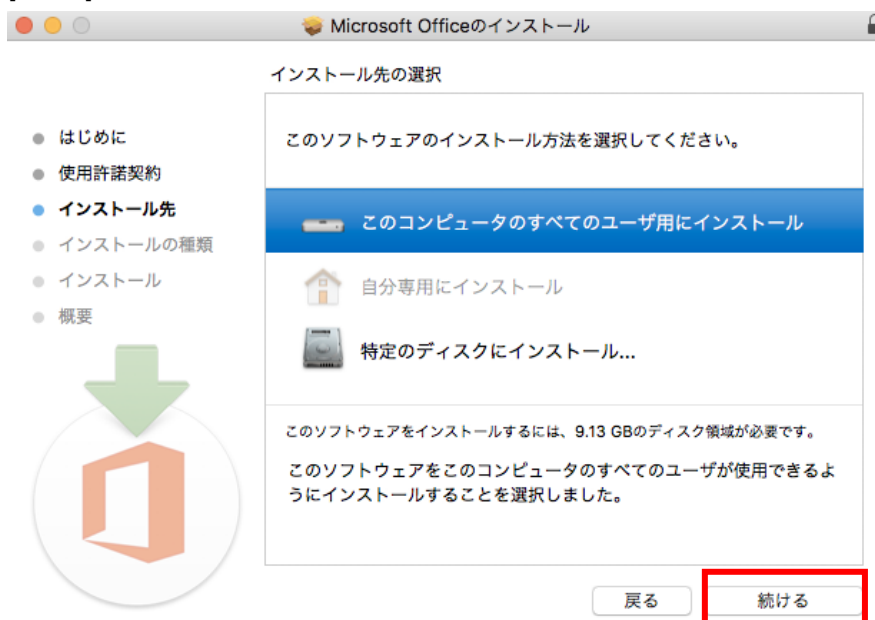 Microsoft Officeのインストール
インストール先の選択
はじめに
使用許諾契約
インストール先
インストールの種類
インストール
概要
このソフトウェアのインストール方法を選択してください。
このコンピュータのすべてのユーザ用にインストール
自分専用にインストール
特定のディスクにインストール...
このソフトウェアをインストールするには、9.13 GBのディスク領域が必要です。
このソフトウェアをこのコンピュータのすべてのユーザが使用できるよ
うにインストールすることを選択しました。
戻る
続ける